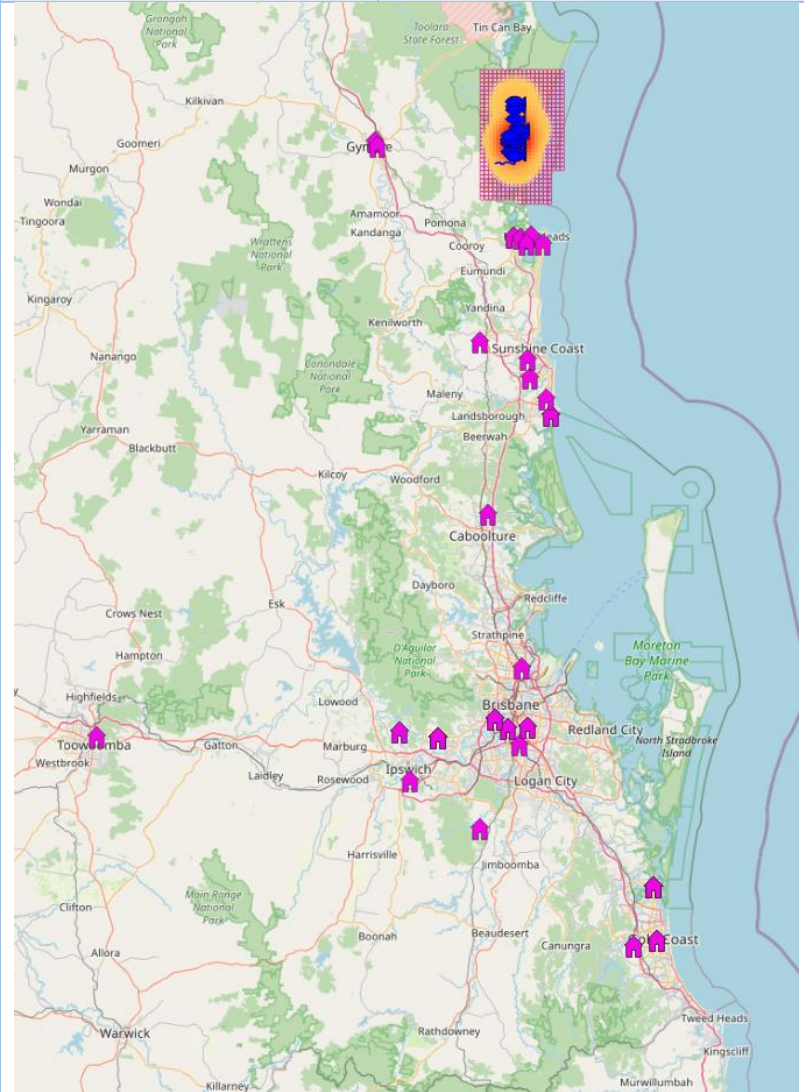 Grongah
National
Park
Toolara
State Forest
Tin Can Bay
Kilkivan
Goomeri
Murgon
Wondai
Tingoora
Amamoor
Kandanga
Pomona
Cooroy
eads
Wrattens
National
Park
Eumundi
Kingaroy
Yandina
Kenilworth
Nanango
Sunshine Coast
Conondale
National
Park
Maleny
Landsborough
Beerwah
Yarraman
Blackbutt
Kilcoy
Woodford
Caboolture
Dayboro
Esk
Redcliffe
Crows Nest
Strathpine
D'Aguilar
National
Park
Moreton
Bay Marine
Park
Hampton
Highfields
Lowood
Brisbane
Redland City
Westbrook
Gatton
Marburg
North Stradbroke
Island
Laidley
Rosewood
Ipswich
Logan City
Harrisville
Jimboomba
Main Range
National
Park
Clifton
Boonah
Beaudesert
Canungra
Coast
Allora
Warwick
Rathdowney
Tweed Heads
Kingscliff
Killarney
Murwillumbah